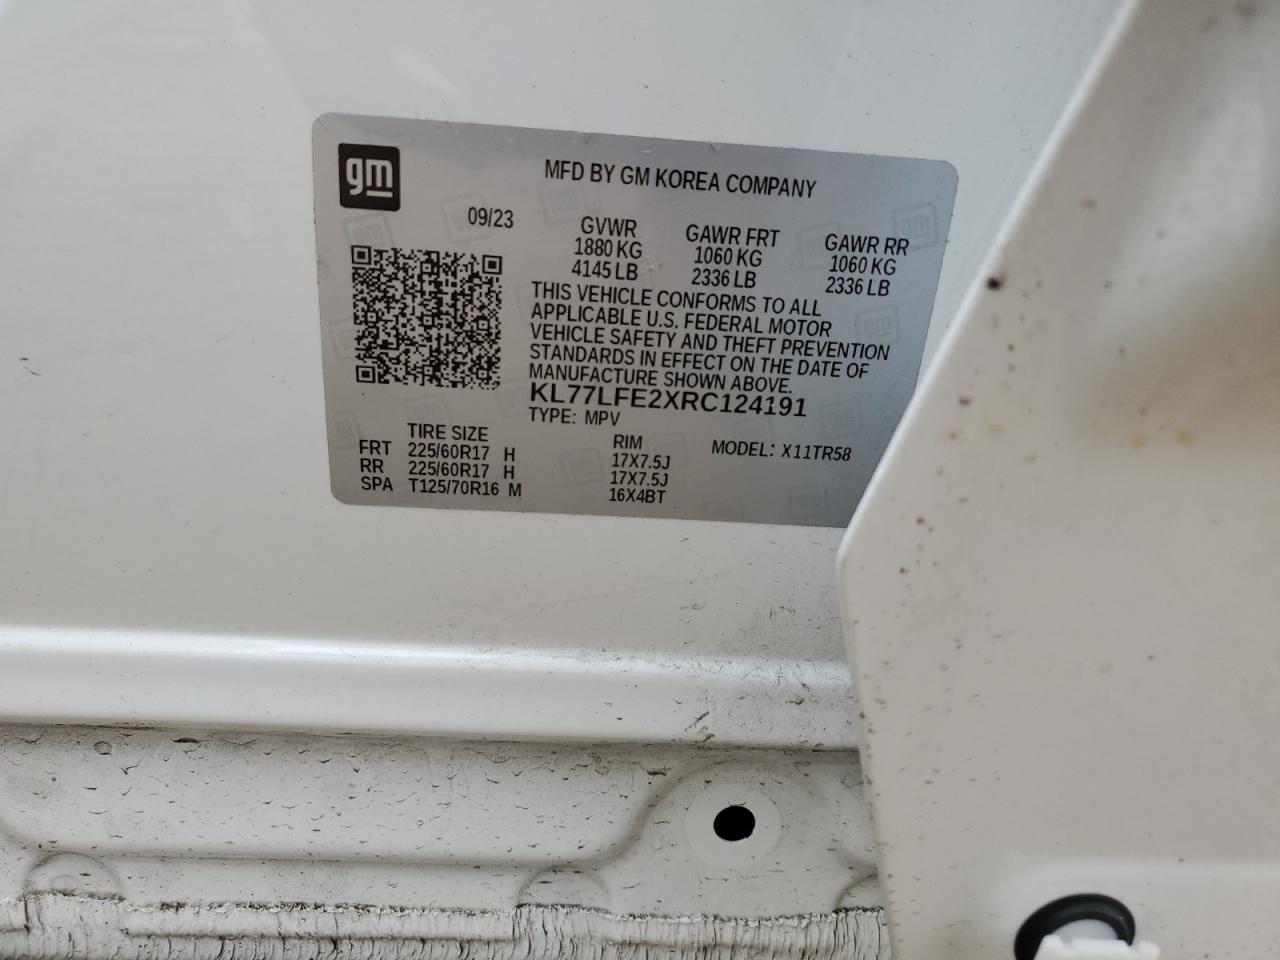 gm
MFD BY GM KOREA COMPANY
09/23
GVWR GAWR FRT GAWR RR
1880 KG 1060 KG 1060 KG
4145 LB 2336 LB 2336 LB
THIS VEHICLE CONFORMS TO ALL
APPLICABLE U.S. FEDERAL MOTOR
VEHICLE SAFETY AND THEFT PREVENTION
STANDARDS IN EFFECT ON THE DATE OF
MANUFACTURE SHOWN ABOVE.
KL77LFE2XRC124191
TYPE: MPV
TIRE SIZE RIM MODEL: X11TR58
FRT 225/60R17 H 17X7.5J
RR 225/60R17 H 17X7.5J
SPA T125/70R16 M 16X4BT